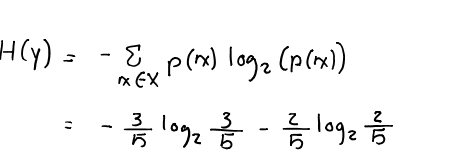 H(y) = - Σ_{x∈X} p(x) log₂ (p(x))
= - 3/5 log₂ 3/5 - 2/5 log₂ 2/5